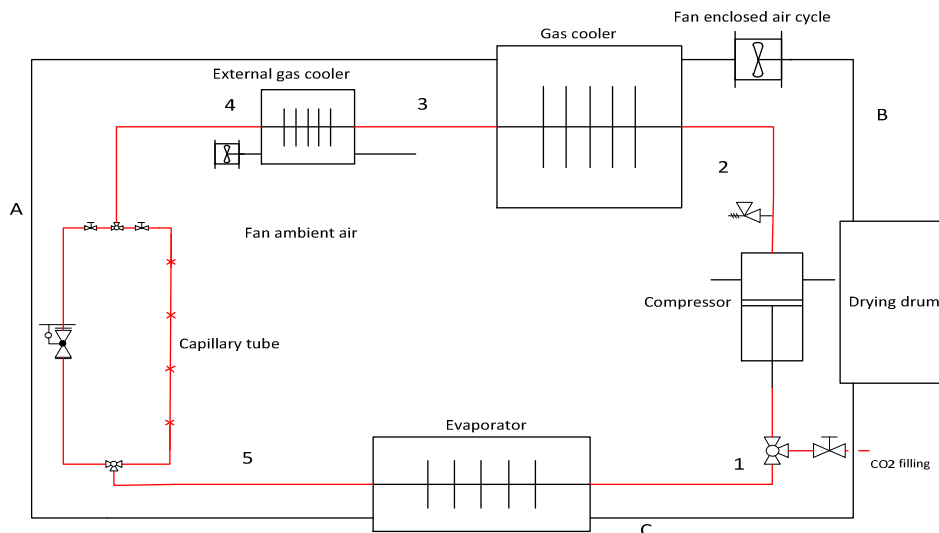 Fan enclosed air cycle
Gas cooler
External gas cooler
4
3
B
2
A
Fan ambient air
Compressor
Drying drum
Capillary tube
Evaporator
5
1
CO2 filling
C